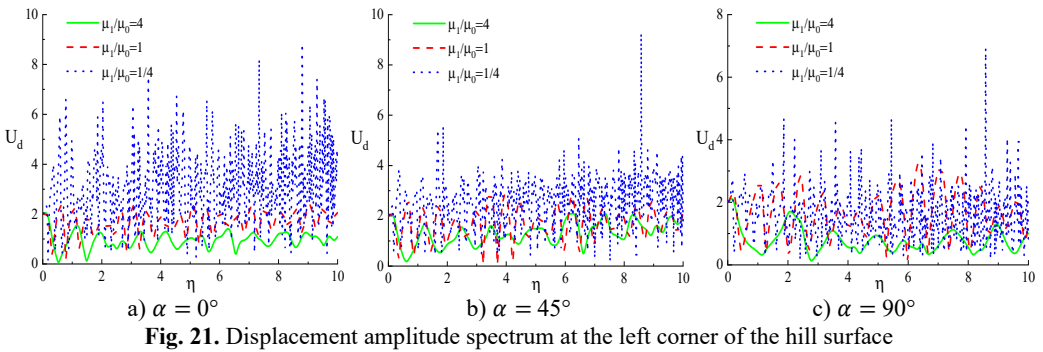 10
8
6
4
2
0
U_d
μ₁/μ₀=4
μ₁/μ₀=1
μ₁/μ₀=1/4
0 2 4 6 8 10
η
a) α = 0°
10
8
6
4
2
0
U_d
μ₁/μ₀=4
μ₁/μ₀=1
μ₁/μ₀=1/4
0 2 4 6 8 10
η
b) α = 45°
8
6
4
2
0
U_d
μ₁/μ₀=4
μ₁/μ₀=1
μ₁/μ₀=1/4
0 2 4 6 8 10
η
c) α = 90°
Fig. 21. Displacement amplitude spectrum at the left corner of the hill surface